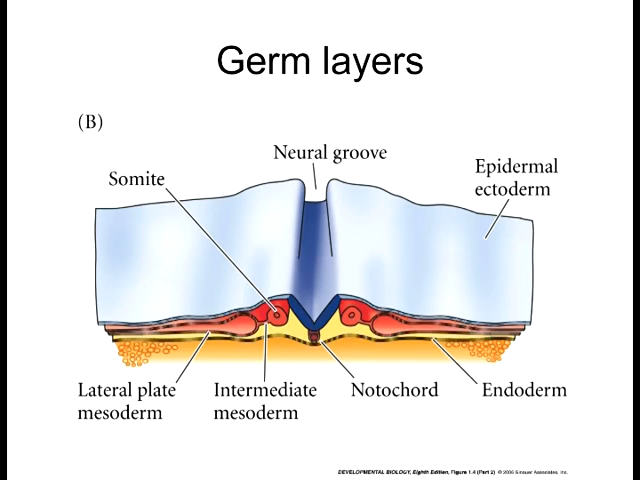 Germ layers
(B)
Neural groove
Somite
Epidermal
ectoderm
Lateral plate
mesoderm
Intermediate
mesoderm
Notochord
Endoderm
DEVELOPMENTAL BIOLOGY, Eighth Edition, Figure 1.4 (Part 2) © 2006 Sinauer Associates, Inc.